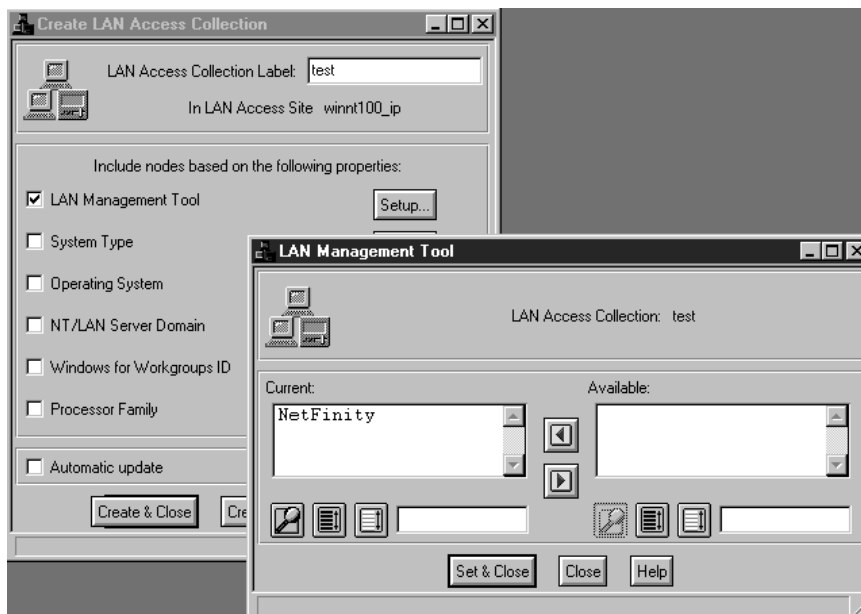 Create LAN Access Collection
LAN Access Collection Label: test
In LAN Access Site winnt100_ip
Include nodes based on the following properties:
LAN Management Tool
Setup...
System Type
Operating System
NT/LAN Server Domain
Windows for Workgroups ID
Processor Family
Automatic update
Create & Close
LAN Management Tool
LAN Access Collection: test
Current:
Available:
NetFinity
Set & Close
Close
Help